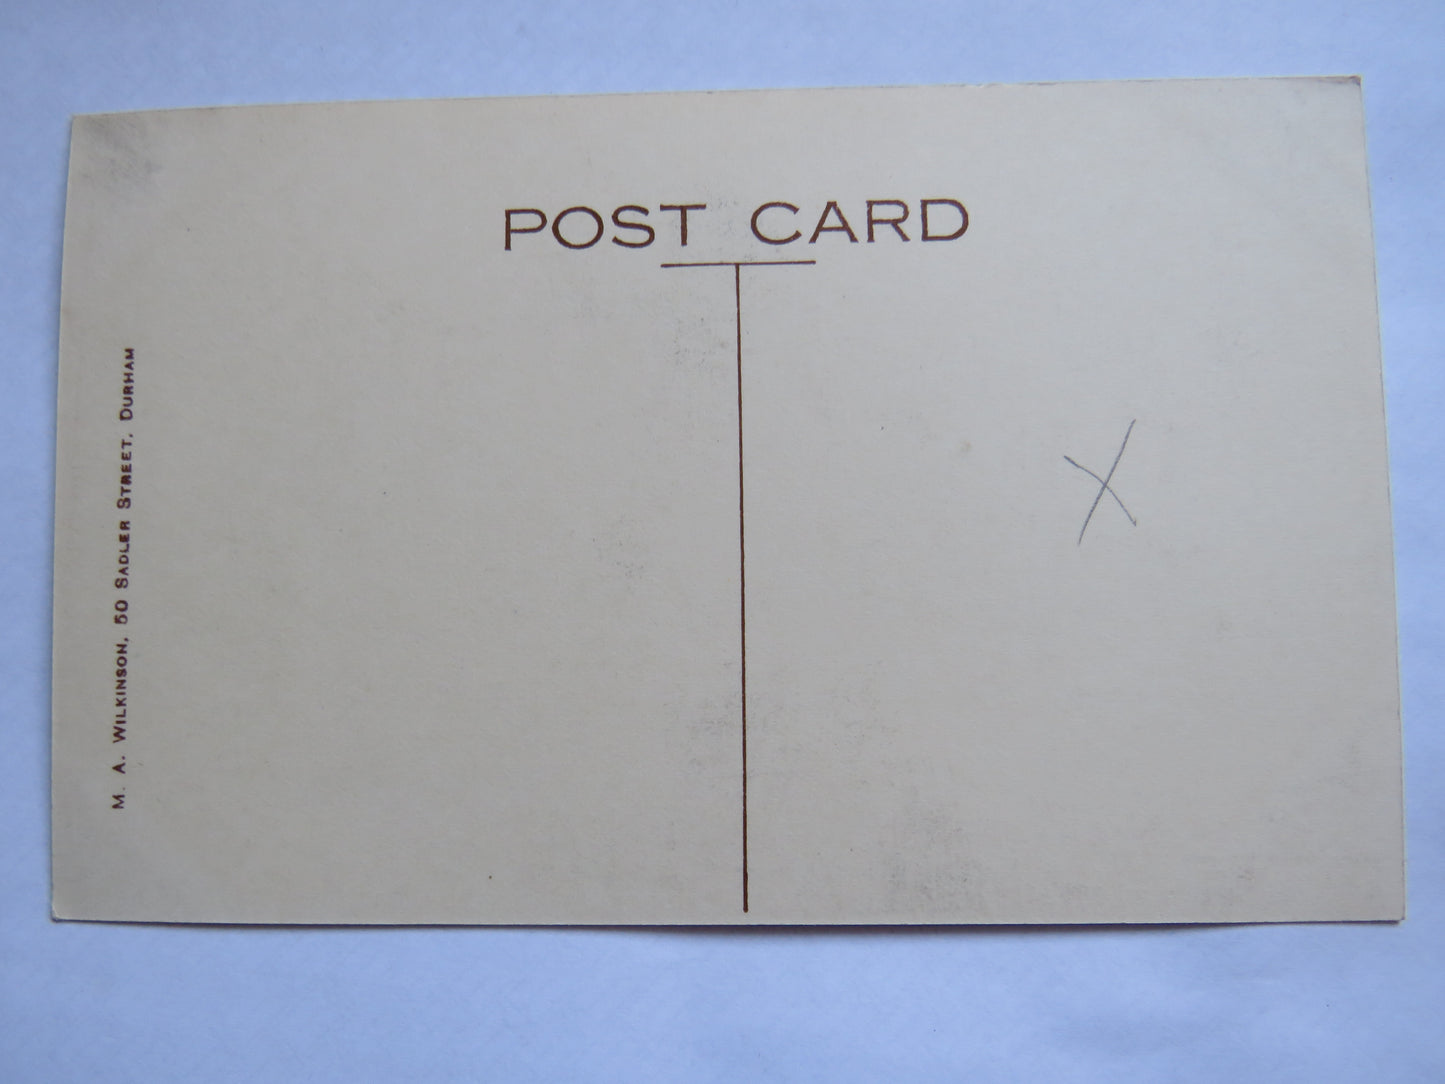 POST CARD
M. A. WILKINSON, 50 SADLER STREET, DURHAM
X